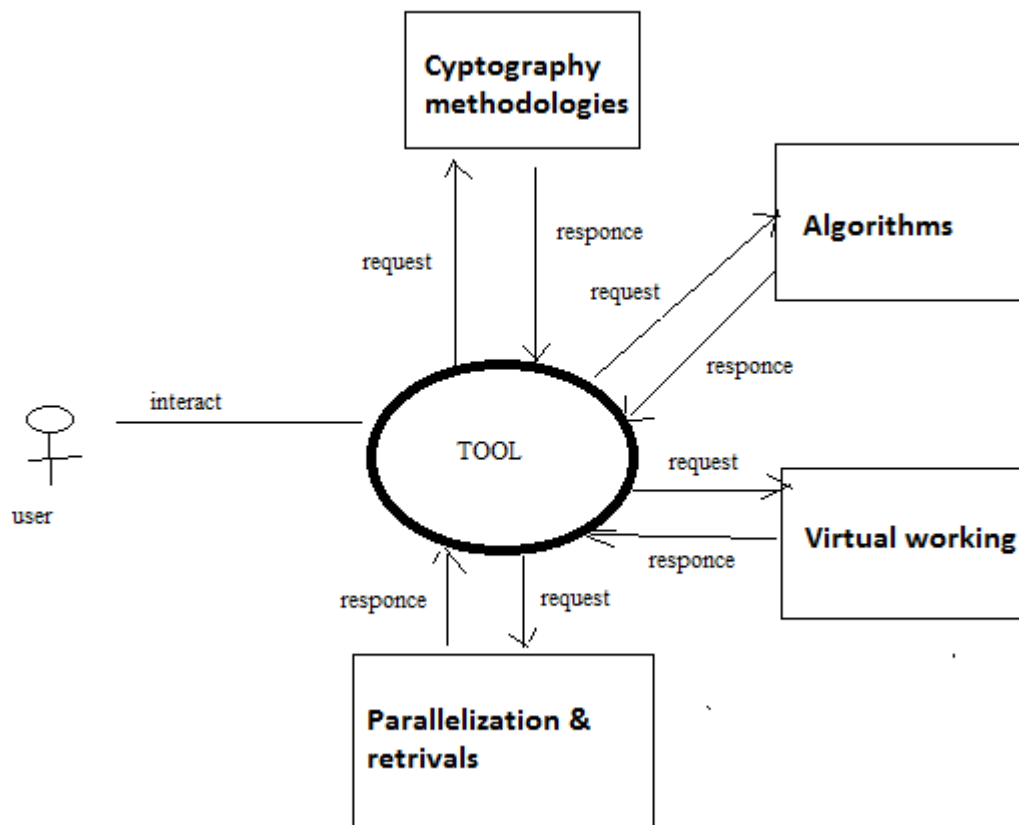 Cyptography
methodologies
Algorithms
responce
request
request
responce
interact
TOOL
request
user
Virtual working
responce
responce
request
Parallelization &
retrivals